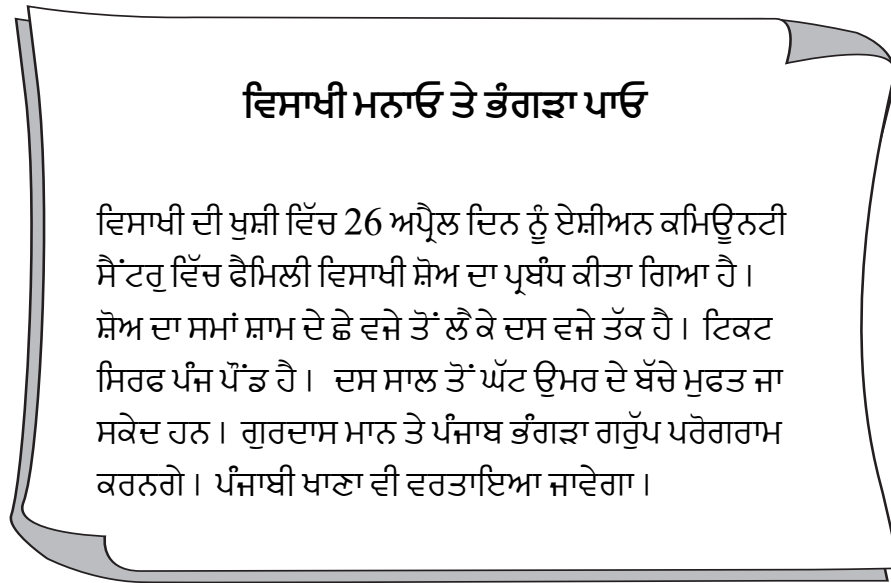 ਵਿਸਾਖੀ ਮਨਾਓ ਤੇ ਭੰਗੜਾ ਪਾਓ
ਵਿਸਾਖੀ ਦੀ ਖੁਸ਼ੀ ਵਿੱਚ 26 ਅਪ੍ਰੈਲ ਦਿਨ ਨੂੰ ਏਸ਼ੀਅਨ ਕਮਿਊਨਟੀ
ਸੈਂਟਰੁ ਵਿੱਚ ਫੈਮਿਲੀ ਵਿਸਾਖੀ ਸ਼ੋਅ ਦਾ ਪ੍ਰਬੰਧ ਕੀਤਾ ਗਿਆ ਹੈ।
ਸ਼ੋਅ ਦਾ ਸਮਾਂ ਸ਼ਾਮ ਦੇ ਛੇ ਵਜੇ ਤੋਂ ਲੈ ਕੇ ਦਸ ਵਜੇ ਤੱਕ ਹੈ। ਟਿਕਟ
ਸਿਰਫ ਪੰਜ ਪੌਂਡ ਹੈ। ਦਸ ਸਾਲ ਤੋਂ ਘੱਟ ਉਮਰ ਦੇ ਬੱਚੇ ਮੁਫਤ ਜਾ
ਸਕੇਦ ਹਨ। ਗੁਰਦਾਸ ਮਾਨ ਤੇ ਪੰਜਾਬ ਭੰਗੜਾ ਗਰੁੱਪ ਪਰੋਗਰਾਮ
ਕਰਨਗੇ। ਪੰਜਾਬੀ ਖਾਣਾ ਵੀ ਵਰਤਾਇਆ ਜਾਵੇਗਾ।